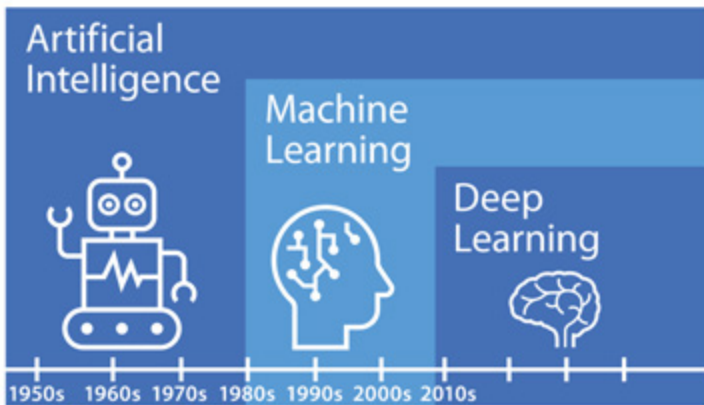 Artificial
Intelligence
Machine
Learning
Deep
Learning
1950s 1960s 1970s 1980s 1990s 2000s 2010s